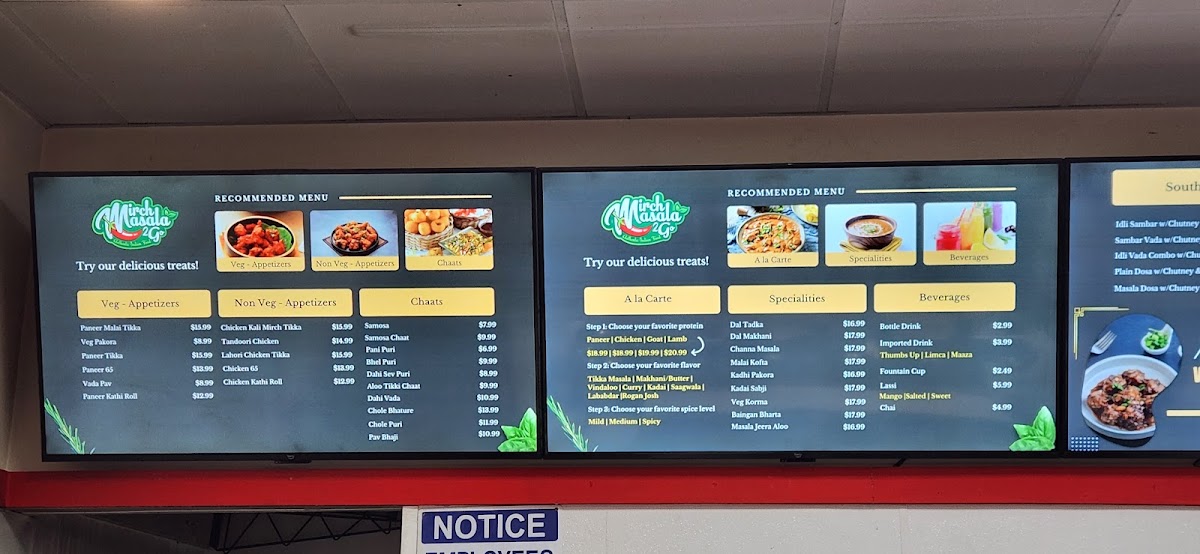 Mirch Masala 2Go
Authentic Indian Food
RECOMMENDED MENU
Try our delicious treats!
Veg - Appetizers
Non Veg - Appetizers
Chaats
Veg - Appetizers
Paneer Malai Tikka $15.99
Veg Pakora $8.99
Paneer Tikka $15.99
Paneer 65 $13.99
Vada Pav $8.99
Paneer Kathi Roll $12.99
Non Veg - Appetizers
Chicken Kali Mirch Tikka $15.99
Tandoori Chicken $14.99
Lahori Chicken Tikka $15.99
Chicken 65 $13.99
Chicken Kathi Roll $12.99
Chaats
Samosa $7.99
Samosa Chaat $9.99
Pani Puri $6.99
Bhel Puri $9.99
Dahi Sev Puri $8.99
Aloo Tikki Chaat $9.99
Dahi Vada $10.99
Chole Bhature $13.99
Chole Puri $11.99
Pav Bhaji $10.99
Mirch Masala 2Go
RECOMMENDED MENU
Try our delicious treats!
A la Carte
Specialities
Beverages
A la Carte
Step 1: Choose your favorite protein
Paneer | Chicken | Goat | Lamb
$18.99 | $18.99 | $19.99 | $20.99
Step 2: Choose your favorite flavor
Tikka Masala | Makhani/Butter |
Vindaloo | Curry | Kadai | Saagwala |
Lababdar |Rogan Josh
Step 3: Choose your favorite spice level
Mild | Medium | Spicy
Specialities
Dal Tadka $16.99
Dal Makhani $17.99
Channa Masala $17.99
Malai Kofta $17.99
Kadhi Pakora $16.99
Kadai Sabji $17.99
Veg Korma $17.99
Baingan Bharta $17.99
Masala Jeera Aloo $16.99
Beverages
Bottle Drink $2.99
Imported Drink $3.99
Thumbs Up | Limca | Maaza
Fountain Cup $2.49
Lassi $5.99
Mango |Salted | Sweet
Chai $4.99
South
Idli Sambar w/Chutney
Sambar Vada w/Chutney
Idli Vada Combo w/Chu
Plain Dosa w/Chutney &
Masala Dosa w/Chutney
NOTICE
EMPLOYEES